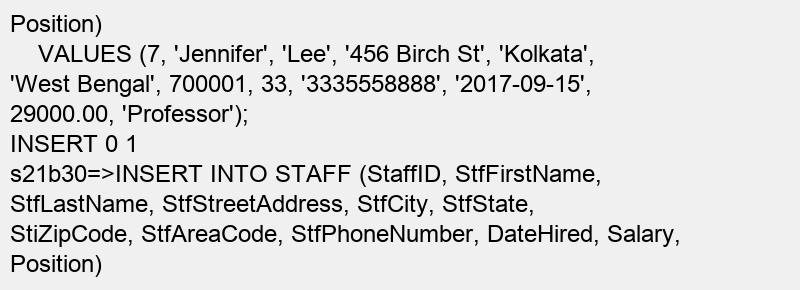 Position)
VALUES (7, 'Jennifer', 'Lee', '456 Birch St', 'Kolkata',
'West Bengal', 700001, 33, '3335558888', '2017-09-15',
29000.00, 'Professor');
INSERT 0 1
s21b30=>INSERT INTO STAFF (StaffID, StfFirstName,
StfLastName, StfStreetAddress, StfCity, StfState,
StiZipCode, StfAreaCode, StfPhoneNumber, DateHired, Salary,
Position)